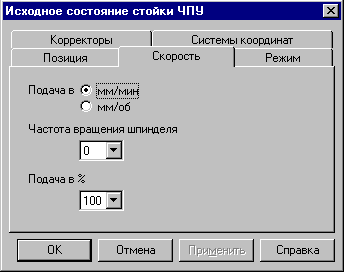 Исходное состояние стойки ЧПУ
Корректоры
Системы координат
Позиция
Скорость
Режим
Подача в
мм/мин
мм/об
Частота вращения шпинделя
0
Подача в %
100
OK
Отмена
Применить
Справка